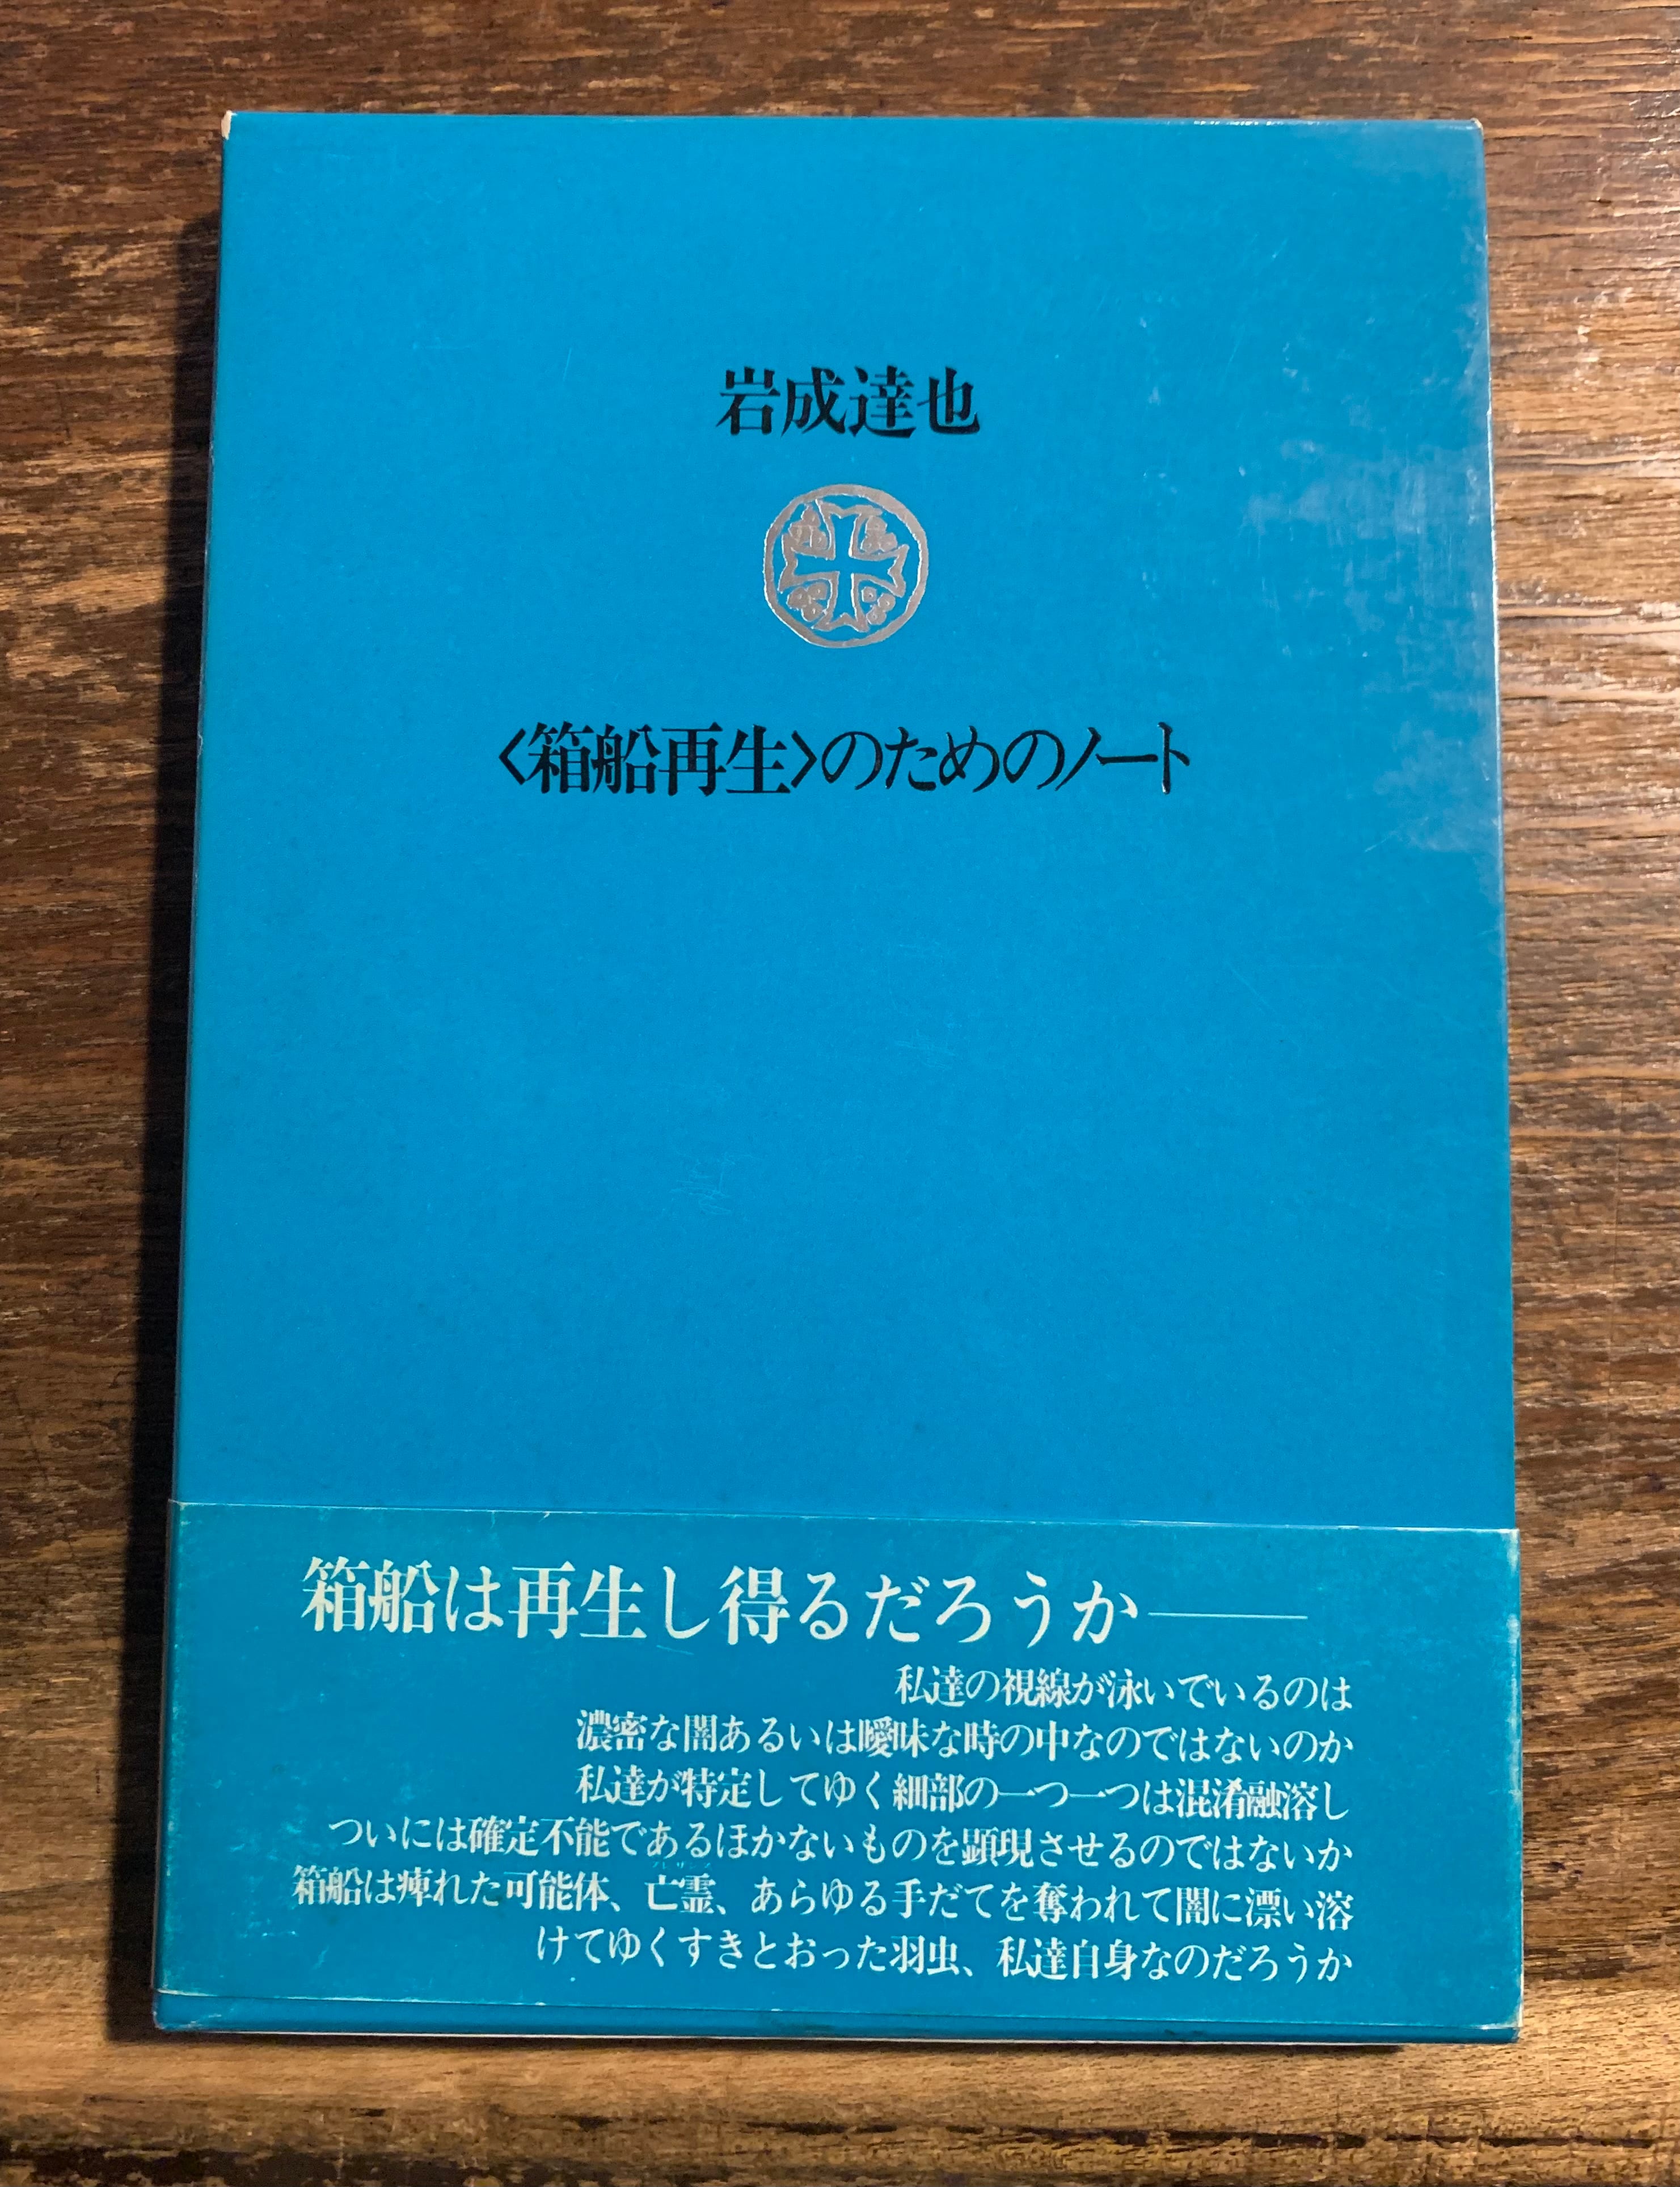 岩成達也
〈箱船再生〉のためのノート
箱船は再生し得るだろうか――
私達の視線が泳いでいるのは
濃密な闇あるいは曖昧な時の中なのではないのか
私達が特定してゆく細部の一つ一つは混淆融溶し
ついには確定不能であるほかないものを顕現させるのではないか
箱船は痺れた可能体、亡霊、あらゆる手だてを奪われて闇に漂い溶
けてゆくすきとおった羽虫、私達自身なのだろうか